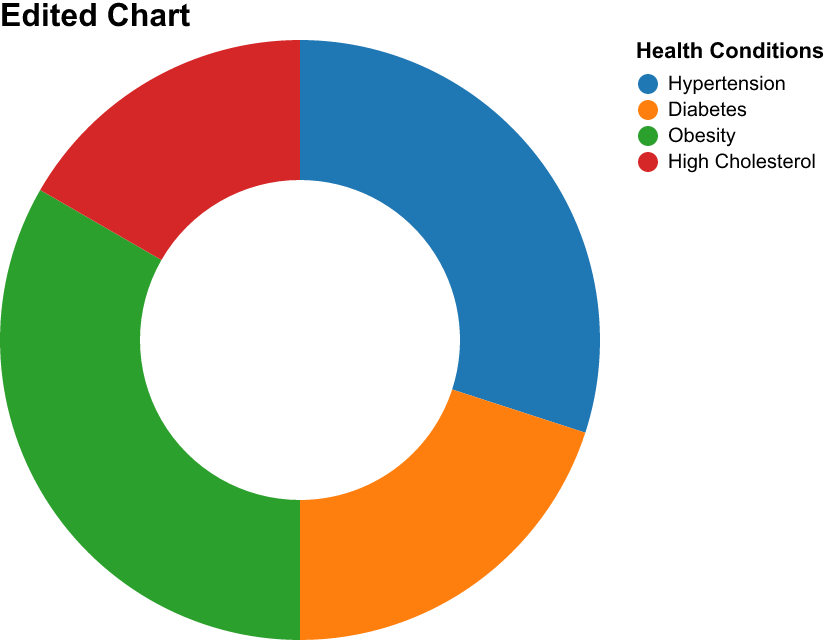 Edited Chart
Health Conditions
Hypertension
Diabetes
Obesity
High Cholesterol